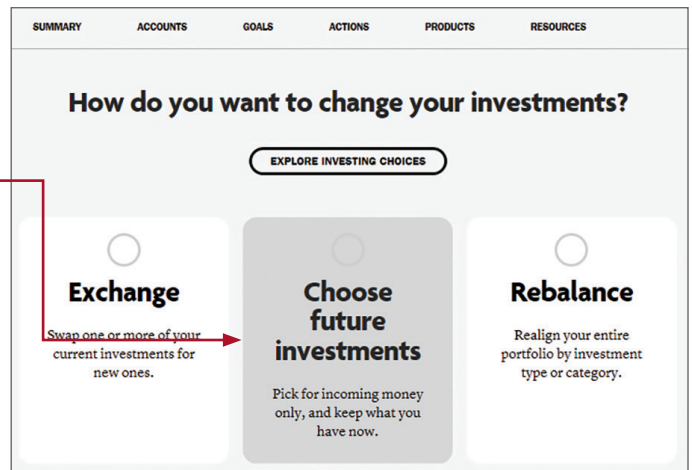 SUMMARY ACCOUNTS GOALS ACTIONS PRODUCTS RESOURCES
How do you want to change your investments?
EXPLORE INVESTING CHOICES
Exchange
Swap one or more of your
current investments for
new ones.
Choose
future
investments
Pick for incoming money
only, and keep what you
have now.
Rebalance
Realign your entire
portfolio by investment
type or category.